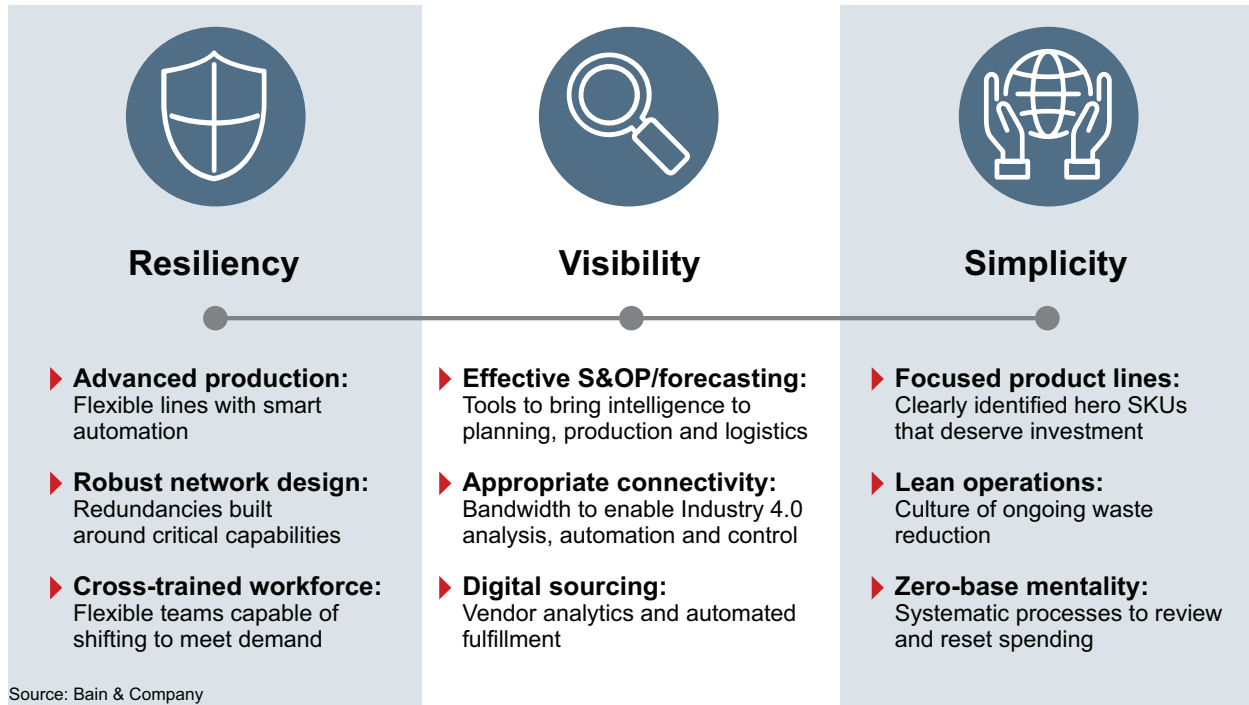 Resiliency
Advanced production:
Flexible lines with smart
automation
Robust network design:
Redundancies built
around critical capabilities
Cross-trained workforce:
Flexible teams capable of
shifting to meet demand
Visibility
Effective S&OP/forecasting:
Tools to bring intelligence to
planning, production and logistics
Appropriate connectivity:
Bandwidth to enable Industry 4.0
analysis, automation and control
Digital sourcing:
Vendor analytics and automated
fulfillment
Simplicity
Focused product lines:
Clearly identified hero SKUs
that deserve investment
Lean operations:
Culture of ongoing waste
reduction
Zero-base mentality:
Systematic processes to review
and reset spending
Source: Bain & Company